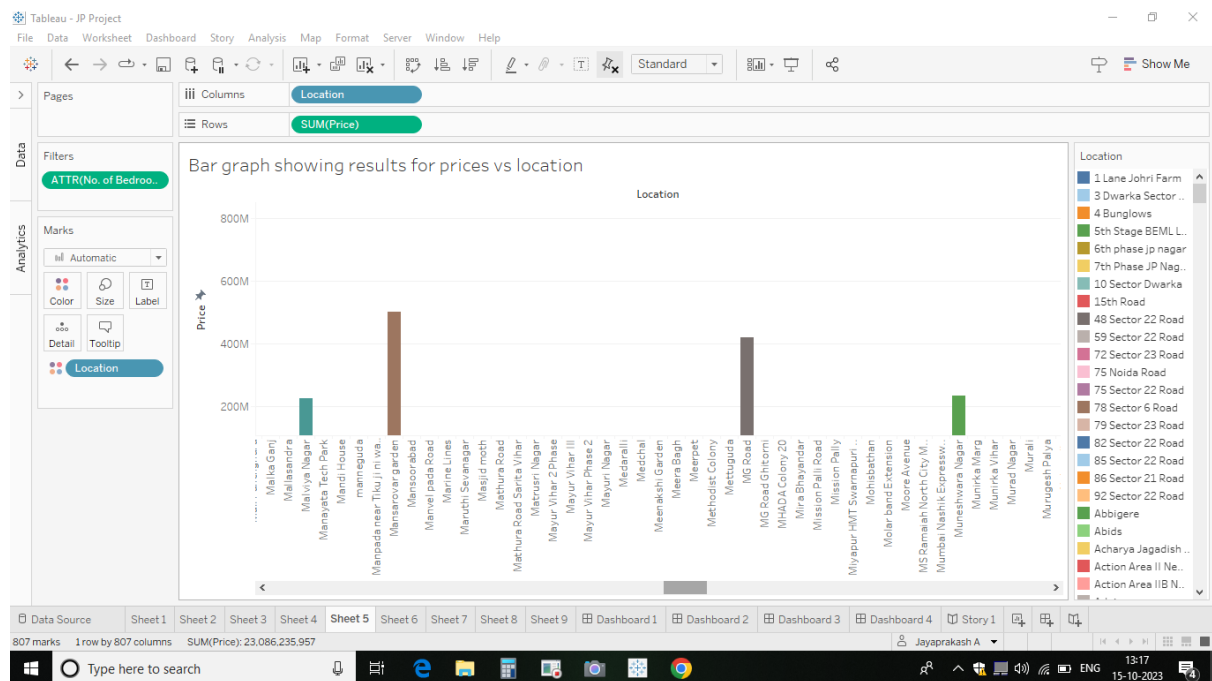 Tableau - JP Project
File Data Worksheet Dashboard Story Analysis Map Format Server Window Help
Standard
Show Me
Pages
iii Columns
Location
Rows
SUM(Price)
Data
Analytics
Filters
ATTR(No. of Bedroo..
Marks
Automatic
Color Size Label
Detail Tooltip
Location
Bar graph showing results for prices vs location
Location
Price
800M
600M
400M
200M
Malka Ganj
Mallasandra
Malviya Nagar
Manayata Tech Park
Mandi House
manneguda
Manpada near Tikuj ji ni wa..
Mansarovar garden
Mansoorabad
Manvel pada Road
Marine Lines
Maruthi Sevanagar
Masjid moth
Mathura Road
Mathura Road Sarita Vihar
Matrusri Nagar
Mayur Vihar 2 Phase
Mayur Vihar III
Mayur Vihar Phase 2
Mayuri Nagar
Medaralli
Medchal
Meenakshi Garden
Meera Bagh
Meerpet
Methodist Colony
Mettuguda
MG Road
MG Road Ghitorni
MHADA Colony 20
Mira Bhayandar
Mission Palli Road
Mission Pally
Miyapur HMT Swarnapuri ..
Mohisbathan
Molar band Extension
Moore Avenue
MS Ramaiah North City M..
Mumbai Nashik Expressw..
Muneshwara Nagar
Munirka Marg
Munirka Vihar
Murad Nagar
Murali
Murugesh Palya
Location
1 Lane Johri Farm
3 Dwarka Sector ..
4 Bunglows
5th Stage BEML L..
6th phase jp nagar
7th Phase JP Nag..
10 Sector Dwarka
15th Road
48 Sector 22 Road
59 Sector 22 Road
72 Sector 23 Road
75 Noida Road
75 Sector 22 Road
78 Sector 6 Road
79 Sector 23 Road
82 Sector 22 Road
85 Sector 22 Road
86 Sector 21 Road
92 Sector 22 Road
Abbigere
Abids
Acharya Jagadish ..
Action Area II Ne..
Action Area IIB N..
Data Source Sheet 1 Sheet 2 Sheet 3 Sheet 4 Sheet 5 Sheet 6 Sheet 7 Sheet 8 Sheet 9 Dashboard 1 Dashboard 2 Dashboard 3 Dashboard 4 Story 1
807 marks 1 row by 807 columns SUM(Price): 23,086,235,957
Jayaprakash A
Type here to search
ENG
13:17
15-10-2023
4